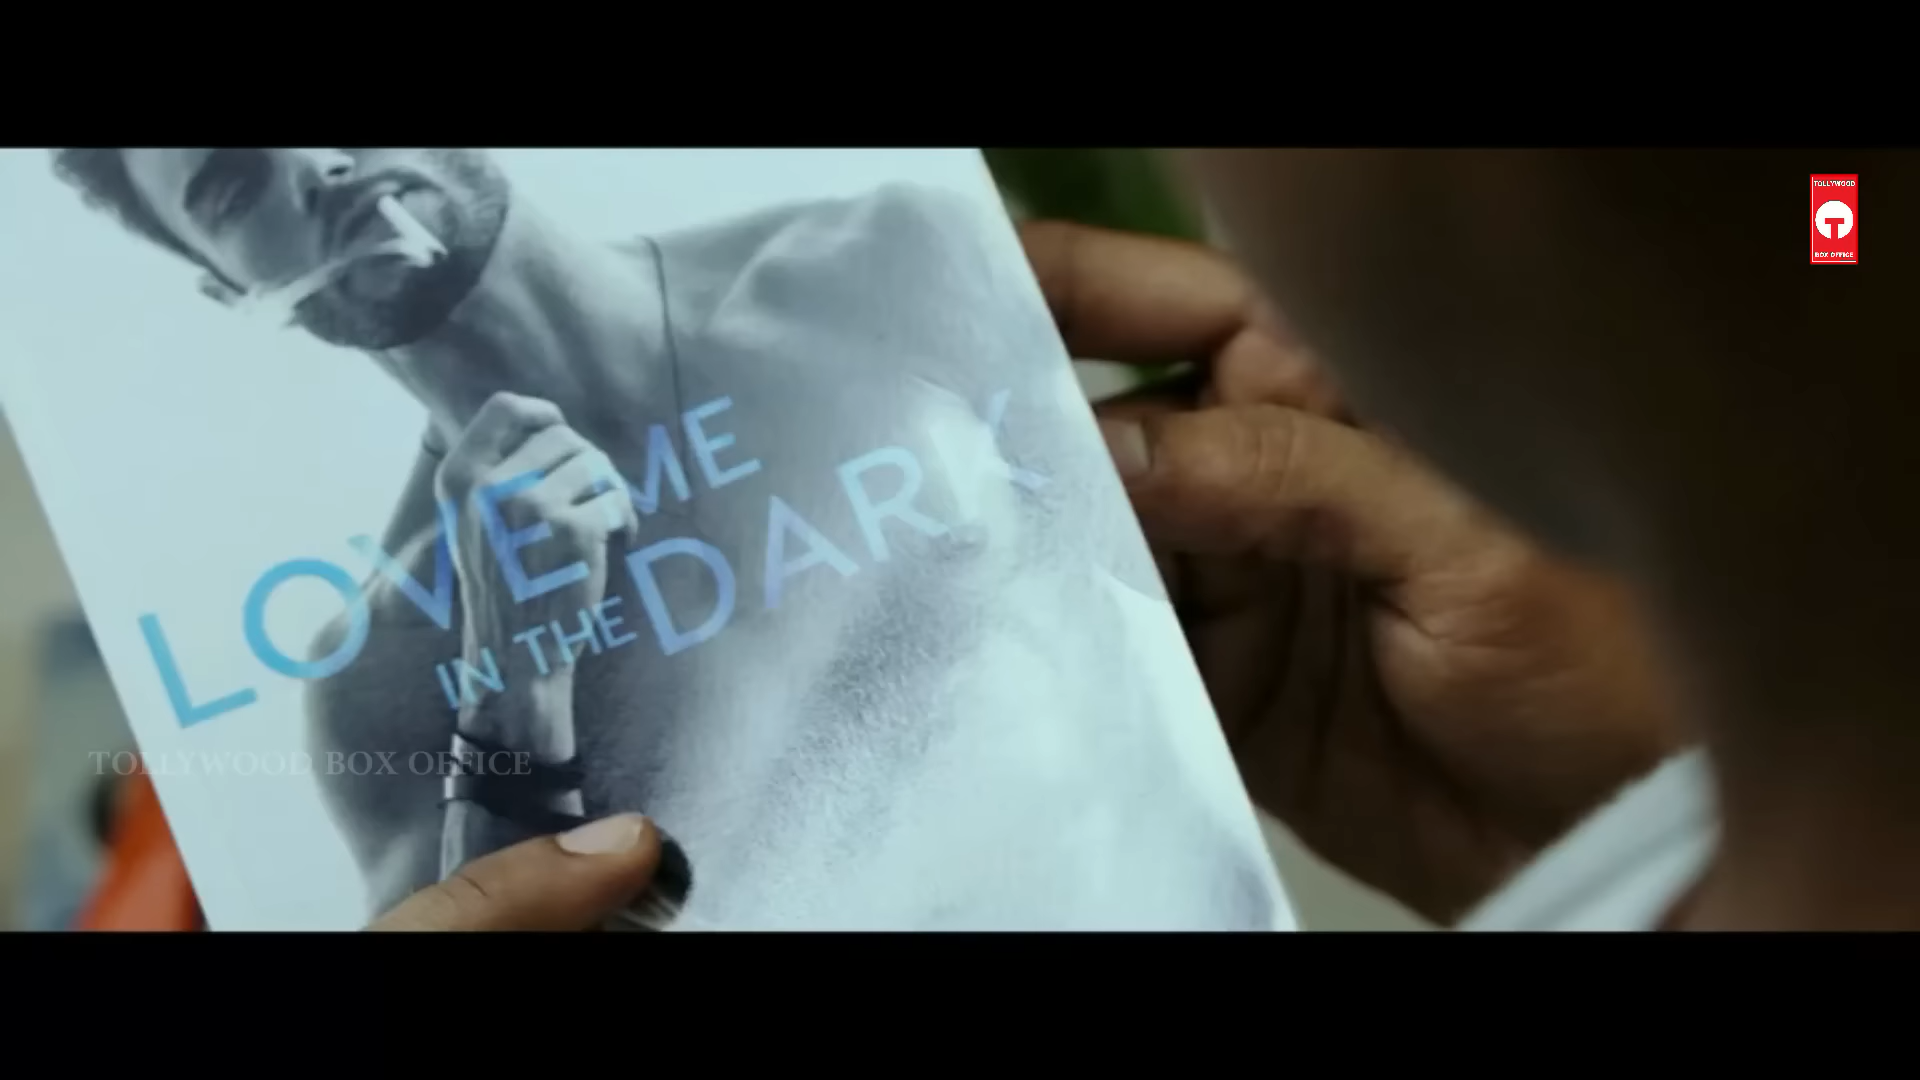 TOLLYWOOD
T
BOX OFFICE
LOVE ME
IN THE DARK
TOLLYWOOD BOX OFFICE